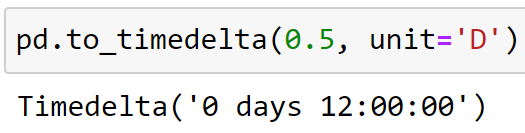 pd.to_timedelta(0.5, unit='D')
Timedelta('0 days 12:00:00')